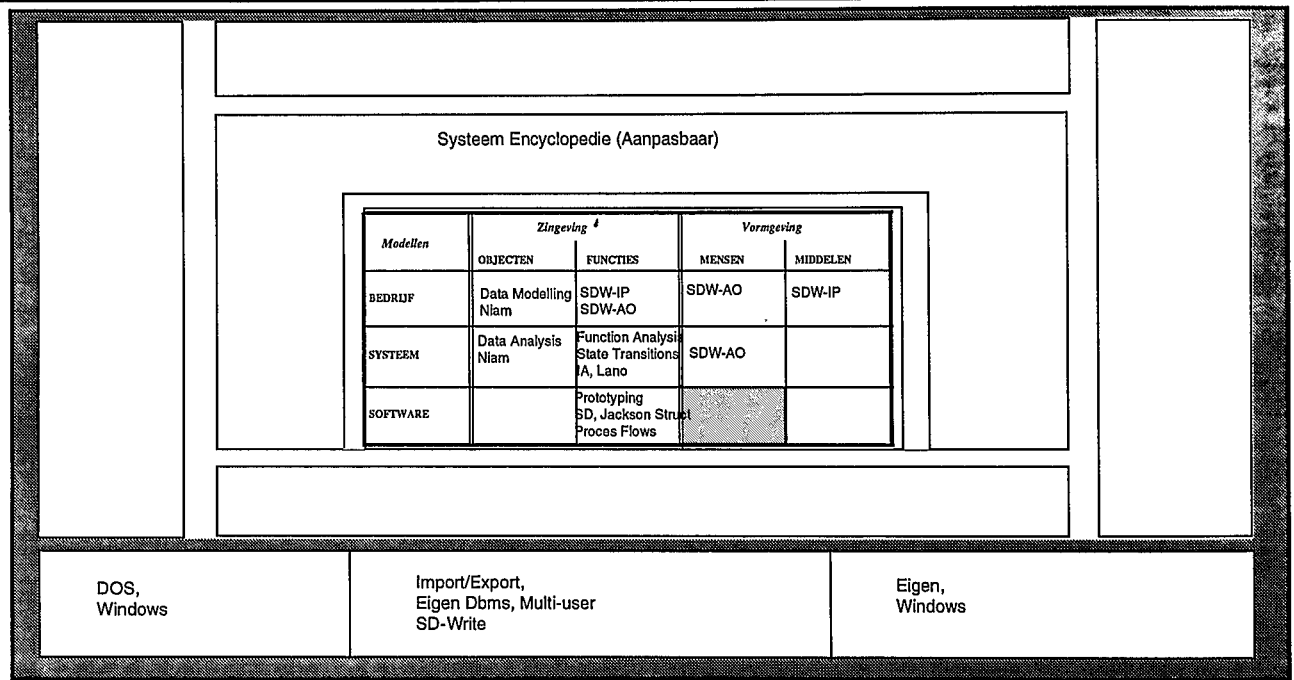 Systeem Encyclopedie (Aanpasbaar)
Modellen
Zingeving
Vormgeving
OBJECTEN
FUNCTIES
MENSEN
MIDDELEN
BEDRIJF
Data Modelling
Niam
SDW-IP
SDW-AO
SDW-AO
SDW-IP
SYSTEEM
Data Analysis
Niam
Function Analysis
State Transitions
IA, Lano
SDW-AO
SOFTWARE
Prototyping
SD, Jackson Struct
Proces Flows
DOS,
Windows
Import/Export,
Eigen Dbms, Multi-user
SD-Write
Eigen,
Windows